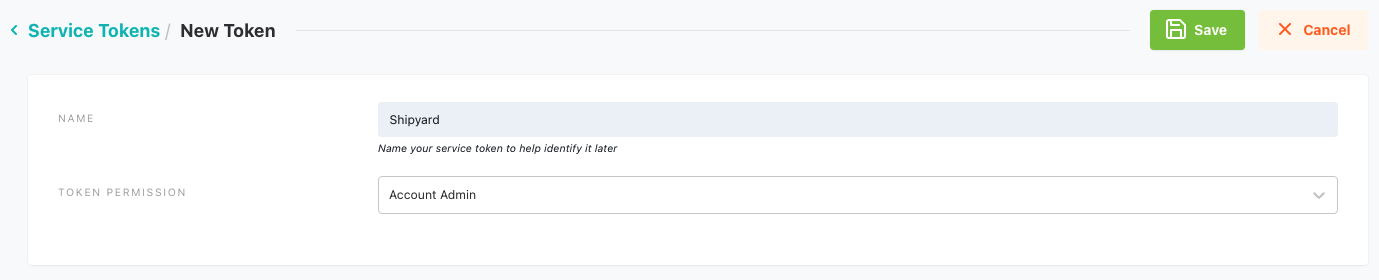 Service Tokens / New Token
Save
Cancel
NAME
Shipyard
Name your service token to help identify it later
TOKEN PERMISSION
Account Admin